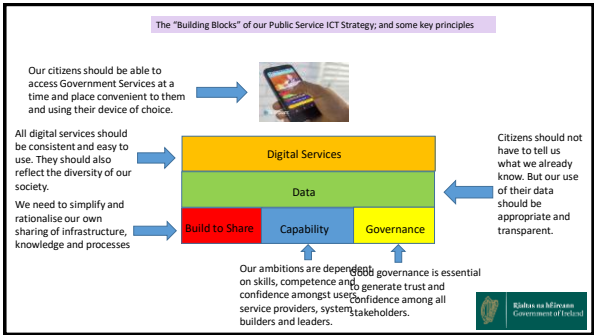 The "Building Blocks" of our Public Service ICT Strategy; and some key principles
Our citizens should be able to
access Government Services at a
time and place convenient to them
and using their device of choice.
All digital services should
be consistent and easy to
use. They should also
reflect the diversity of our
society.
We need to simplify and
rationalise our own
sharing of infrastructure,
knowledge and processes
Digital Services
Data
Build to Share
Capability
Governance
Citizens should not
have to tell us
what we already
know. But our use
of their data
should be
appropriate and
transparent.
Our ambitions are dependent
on skills, competence and
confidence amongst users,
service providers, system
builders and leaders.
Good governance is essential
to generate trust and
confidence among all
stakeholders.
Rialtas na hÉireann
Government of Ireland